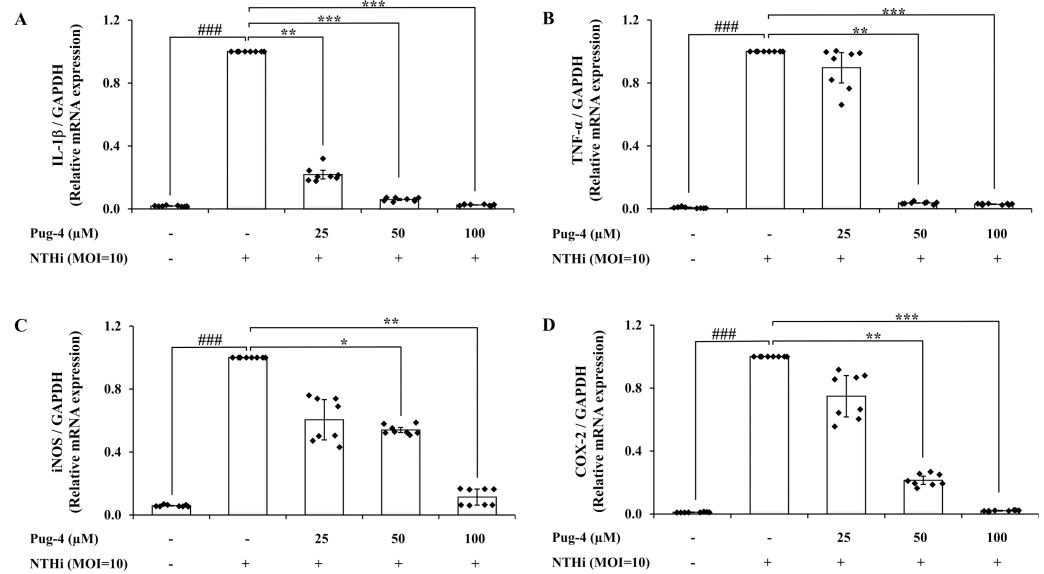 A
IL-1β / GAPDH
(Relative mRNA expression)
1.2
0.8
0.4
0.0
###
**
***
***
Pug-4 (µM) - - 25 50 100
NTHi (MOI=10) - + + + +
B
TNF-α / GAPDH
(Relative mRNA expression)
1.2
0.8
0.4
0.0
###
**
***
Pug-4 (µM) - - 25 50 100
NTHi (MOI=10) - + + + +
C
iNOS / GAPDH
(Relative mRNA expression)
1.2
0.8
0.4
0.0
###
*
**
Pug-4 (µM) - - 25 50 100
NTHi (MOI=10) - + + + +
D
COX-2 / GAPDH
(Relative mRNA expression)
1.2
0.8
0.4
0.0
###
**
***
Pug-4 (µM) - - 25 50 100
NTHi (MOI=10) - + + + +